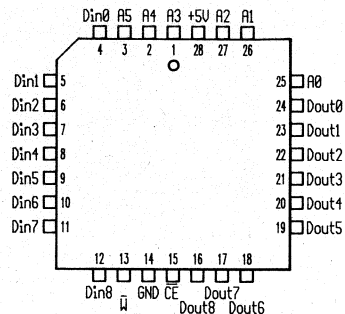 Din0 A5 A4 A3 +5V A2 A1
4 3 2 1 28 27 26
Din1 5 25 A0
Din2 6 24 Dout0
Din3 7 23 Dout1
Din4 8 22 Dout2
Din5 9 21 Dout3
Din6 10 20 Dout4
Din7 11 19 Dout5
12 13 14 15 16 17 18
Din8 W̅ GND C̅E̅ Dout8 Dout7 Dout6